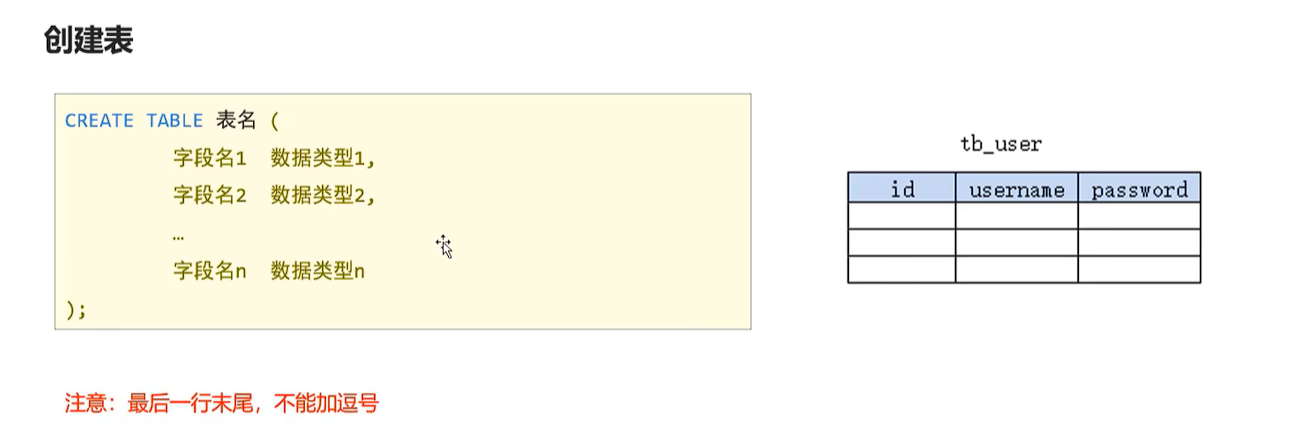 创建表
CREATE TABLE 表名 (
字段名1 数据类型1,
字段名2 数据类型2,
…
字段名n 数据类型n
);
tb_user
id username password
注意：最后一行末尾，不能加逗号